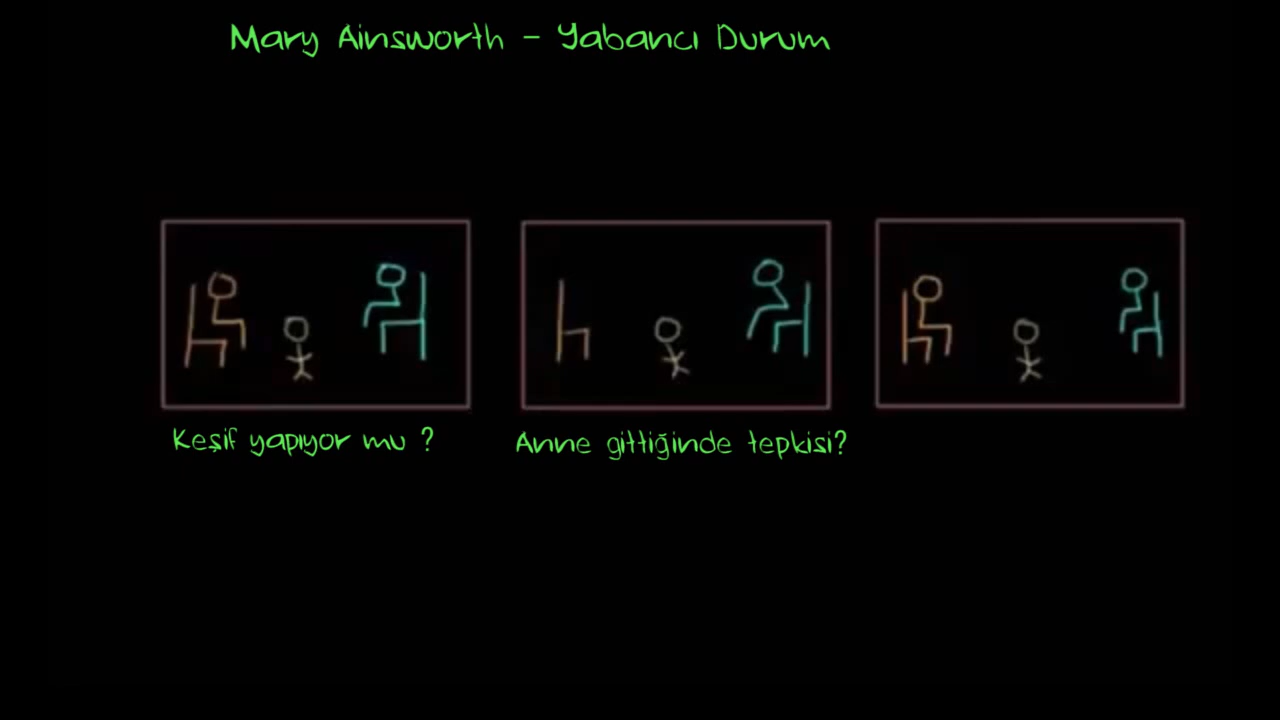 Mary Ainsworth - Yabancı Durum
Keşif yapıyor mu ?
Anne gittiğinde tepkisi?